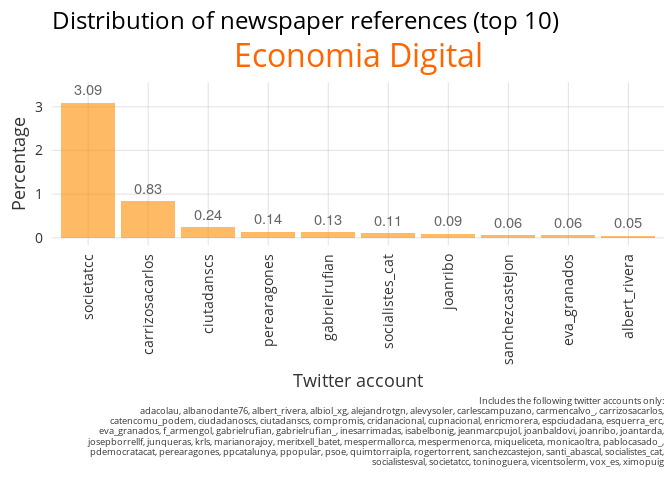 Distribution of newspaper references (top 10)
Economia Digital
Percentage
3
2
1
0
3.09
0.83
0.24
0.14
0.13
0.11
0.09
0.06
0.06
0.05
societatcc
carrizosacarlos
ciutadanscs
perearagones
gabrielrufian
socialistes_cat
joanribo
sanchezcastejon
eva_granados
albert_rivera
Twitter account
Includes the following twitter accounts only:
adacolau, albanodante76, albert_rivera, albiol_xg, alejandrotgn, alevysoler, carlescampuzano, carmencalvo_, carrizosacarlos,
catencomu_podem, ciudadanoscs, ciutadanscs, compromis, cridanacional, cupnacional, enricmorera, espciudadana, esquerra_erc,
eva_granados, f_armengol, gabrielrufian, gabrielrufian_, inesarrimadas, isabelbonig, jeanmarcpujol, joanbaldovi, joanribo, joantarda,
josepborrellf, junqueras, krls, marianorajoy, meritxell_batet, mespermallorca, mespermenorca, miqueliceta, monicaoltra, pablocasado_,
pdemocratacat, perearagones, ppcatalunya, ppopular, psoe, quimtorraipla, rogertorrent, sanchezcastejon, santi_abascal, socialistes_cat,
socialistesval, societatcc, toninoguera, vicentsolerm, vox_es, ximopuig